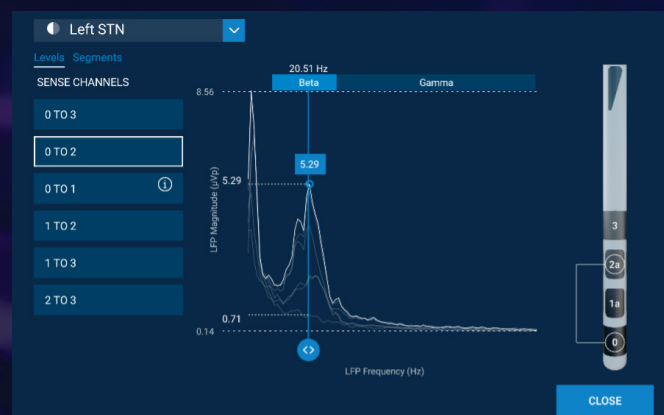 Left STN
Levels Segments
SENSE CHANNELS
0 TO 3
0 TO 2
0 TO 1
1 TO 2
1 TO 3
2 TO 3
20.51 Hz
Beta
Gamma
8.56
5.29
5.29
0.71
0.14
LFP Magnitude (μVp)
LFP Frequency (Hz)
3
2a
1a
0
CLOSE